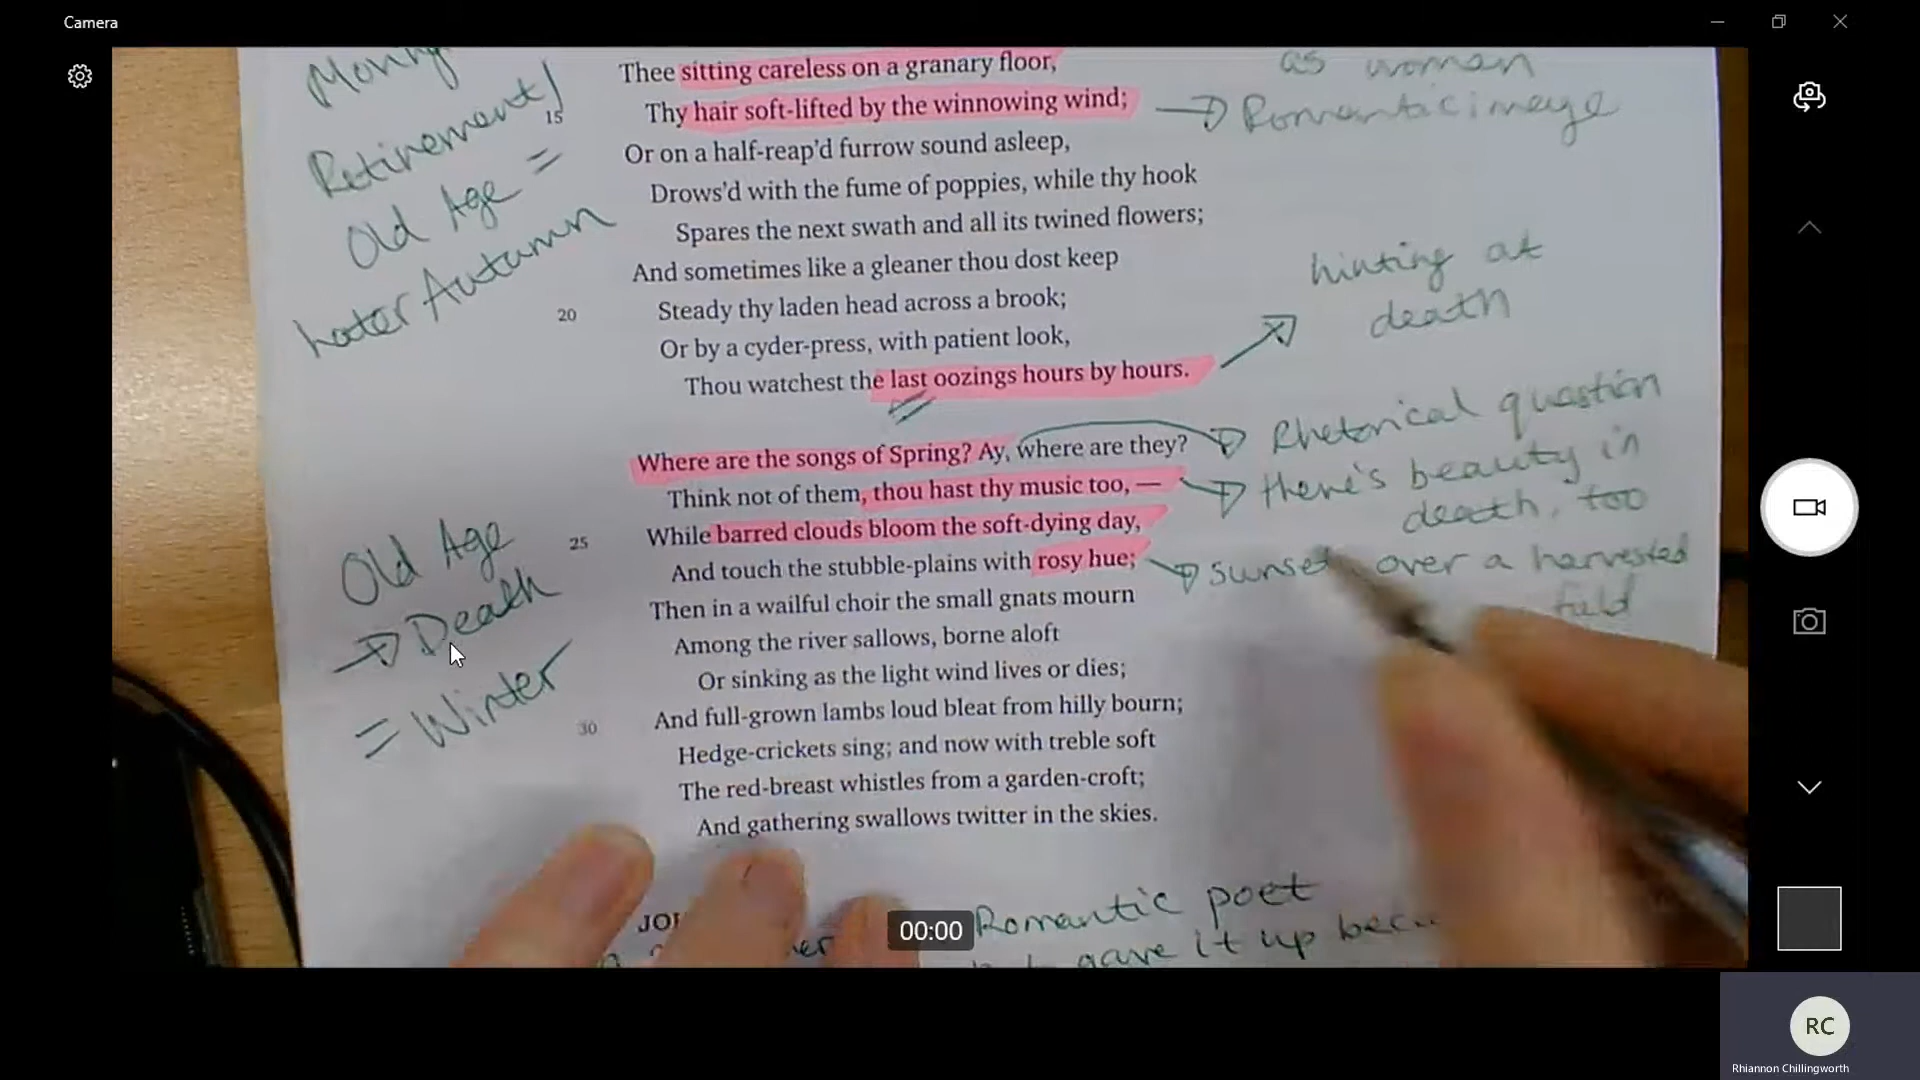 Camera
Thee sitting careless on a granary floor,
Thy hair soft-lifted by the winnowing wind;
15
Or on a half-reap'd furrow sound asleep,
Drows'd with the fume of poppies, while thy hook
Spares the next swath and all its twined flowers;
And sometimes like a gleaner thou dost keep
20
Steady thy laden head across a brook;
Or by a cyder-press, with patient look,
Thou watchest the last oozings hours by hours.
Where are the songs of Spring? Ay, where are they?
Think not of them, thou hast thy music too, —
25
While barred clouds bloom the soft-dying day,
And touch the stubble-plains with rosy hue;
Then in a wailful choir the small gnats mourn
Among the river sallows, borne aloft
Or sinking as the light wind lives or dies;
30
And full-grown lambs loud bleat from hilly bourn;
Hedge-crickets sing; and now with treble soft
The red-breast whistles from a garden-croft;
And gathering swallows twitter in the skies.
Retirement/
Old Age =
later Autumn
Old Age
→ Death
= Winter
as woman
→ Romantic image
hinting at
death
Rhetorical question
there's beauty in
death, too
sunset over a harvested
field
Romantic poet
gave it up
00:00
RC
Rhiannon Chillingworth